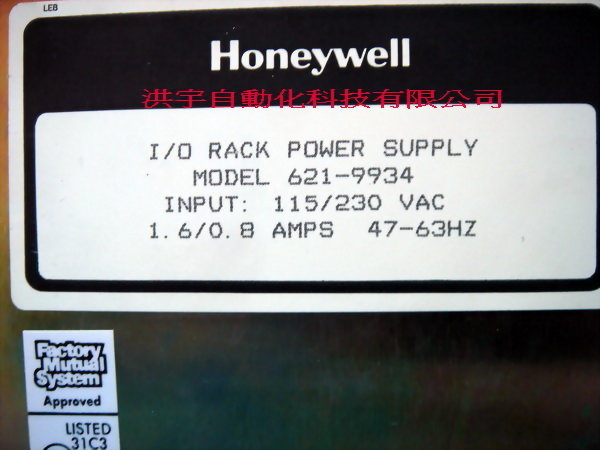 LEB
Honeywell
洪宇自動化科技有限公司
I/O RACK POWER SUPPLY
MODEL 621-9934
INPUT: 115/230 VAC
1.6/0.8 AMPS 47-63HZ
Factory
Mutual
System
Approved
LISTED
31C3